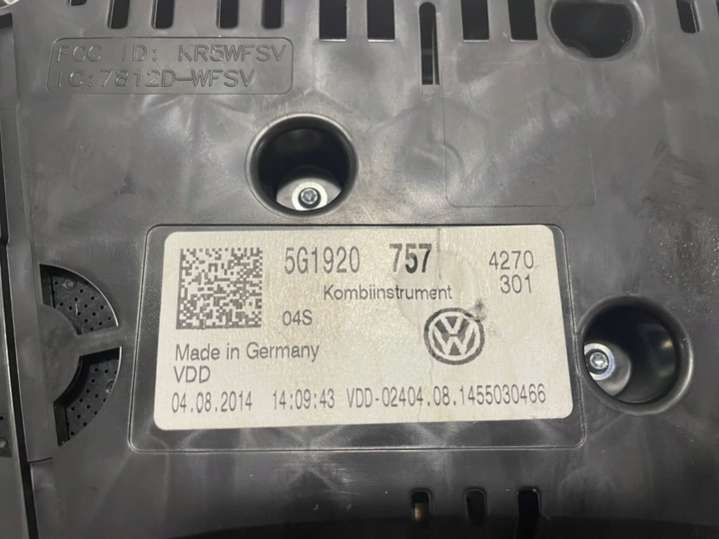 FCC ID: KR5WFSV
IC:7812D-WFSV
5G1920 757 4270
Kombiinstrument 301
04S
Made in Germany
VDD
04.08.2014 14:09:43 VDD-02404.08.1455030466